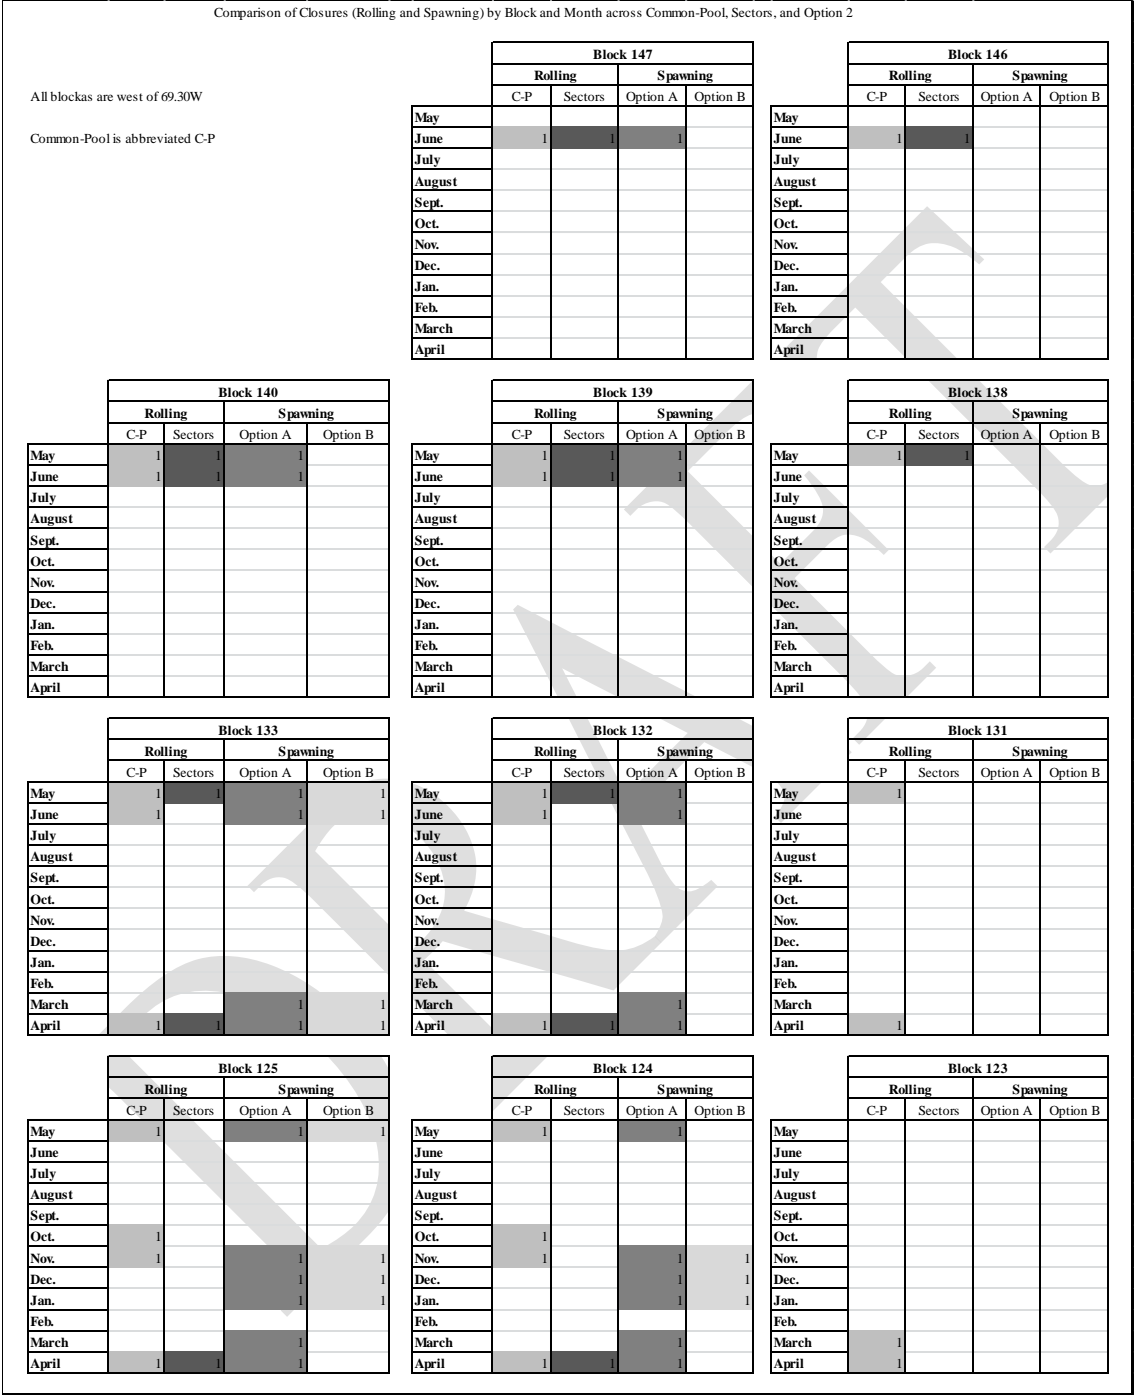 Comparison of Closures (Rolling and Spawning) by Block and Month across Common-Pool, Sectors, and Option 2
Block 147 Block 146
Rolling Spawning Rolling Spawning
All blockas are west of 69.30W C-P Sectors Option A Option B C-P Sectors Option A Option B
May May
Common-Pool is abbreviated C-P June 1 1 1 June 1 1
July July
August August
Sept. Sept.
Oct. Oct.
Nov. Nov.
Dec. Dec.
Jan. Jan.
Feb. Feb.
March March
April April
Block 140 Block 139 Block 138
Rolling Spawning Rolling Spawning Rolling Spawning
C-P Sectors Option A Option B C-P Sectors Option A Option B C-P Sectors Option A Option B
May 1 1 1 May 1 1 1 May 1 1
June 1 1 1 June 1 1 1 June
July July July
August August August
Sept. Sept. Sept.
Oct. Oct. Oct.
Nov. Nov. Nov.
Dec. Dec. Dec.
Jan. Jan. Jan.
Feb. Feb. Feb.
March March March
April April April
Block 133 Block 132 Block 131
Rolling Spawning Rolling Spawning Rolling Spawning
C-P Sectors Option A Option B C-P Sectors Option A Option B C-P Sectors Option A Option B
May 1 1 1 1 May 1 1 1 May 1
June 1 1 1 June 1 1 June
July July July
August August August
Sept. Sept. Sept.
Oct. Oct. Oct.
Nov. Nov. Nov.
Dec. Dec. Dec.
Jan. Jan. Jan.
Feb. Feb. Feb.
March 1 1 March 1 March
April 1 1 1 1 April 1 1 1 April 1
Block 125 Block 124 Block 123
Rolling Spawning Rolling Spawning Rolling Spawning
C-P Sectors Option A Option B C-P Sectors Option A Option B C-P Sectors Option A Option B
May 1 1 1 May 1 1 May
June June June
July July July
August August August
Sept. Sept. Sept.
Oct. 1 Oct. 1 Oct.
Nov. 1 1 1 Nov. 1 1 1 Nov.
Dec. 1 1 Dec. 1 1 Dec.
Jan. 1 1 Jan. 1 1 Jan.
Feb. Feb. Feb.
March 1 March 1 March 1
April 1 1 1 April 1 1 1 April 1
DRAFT